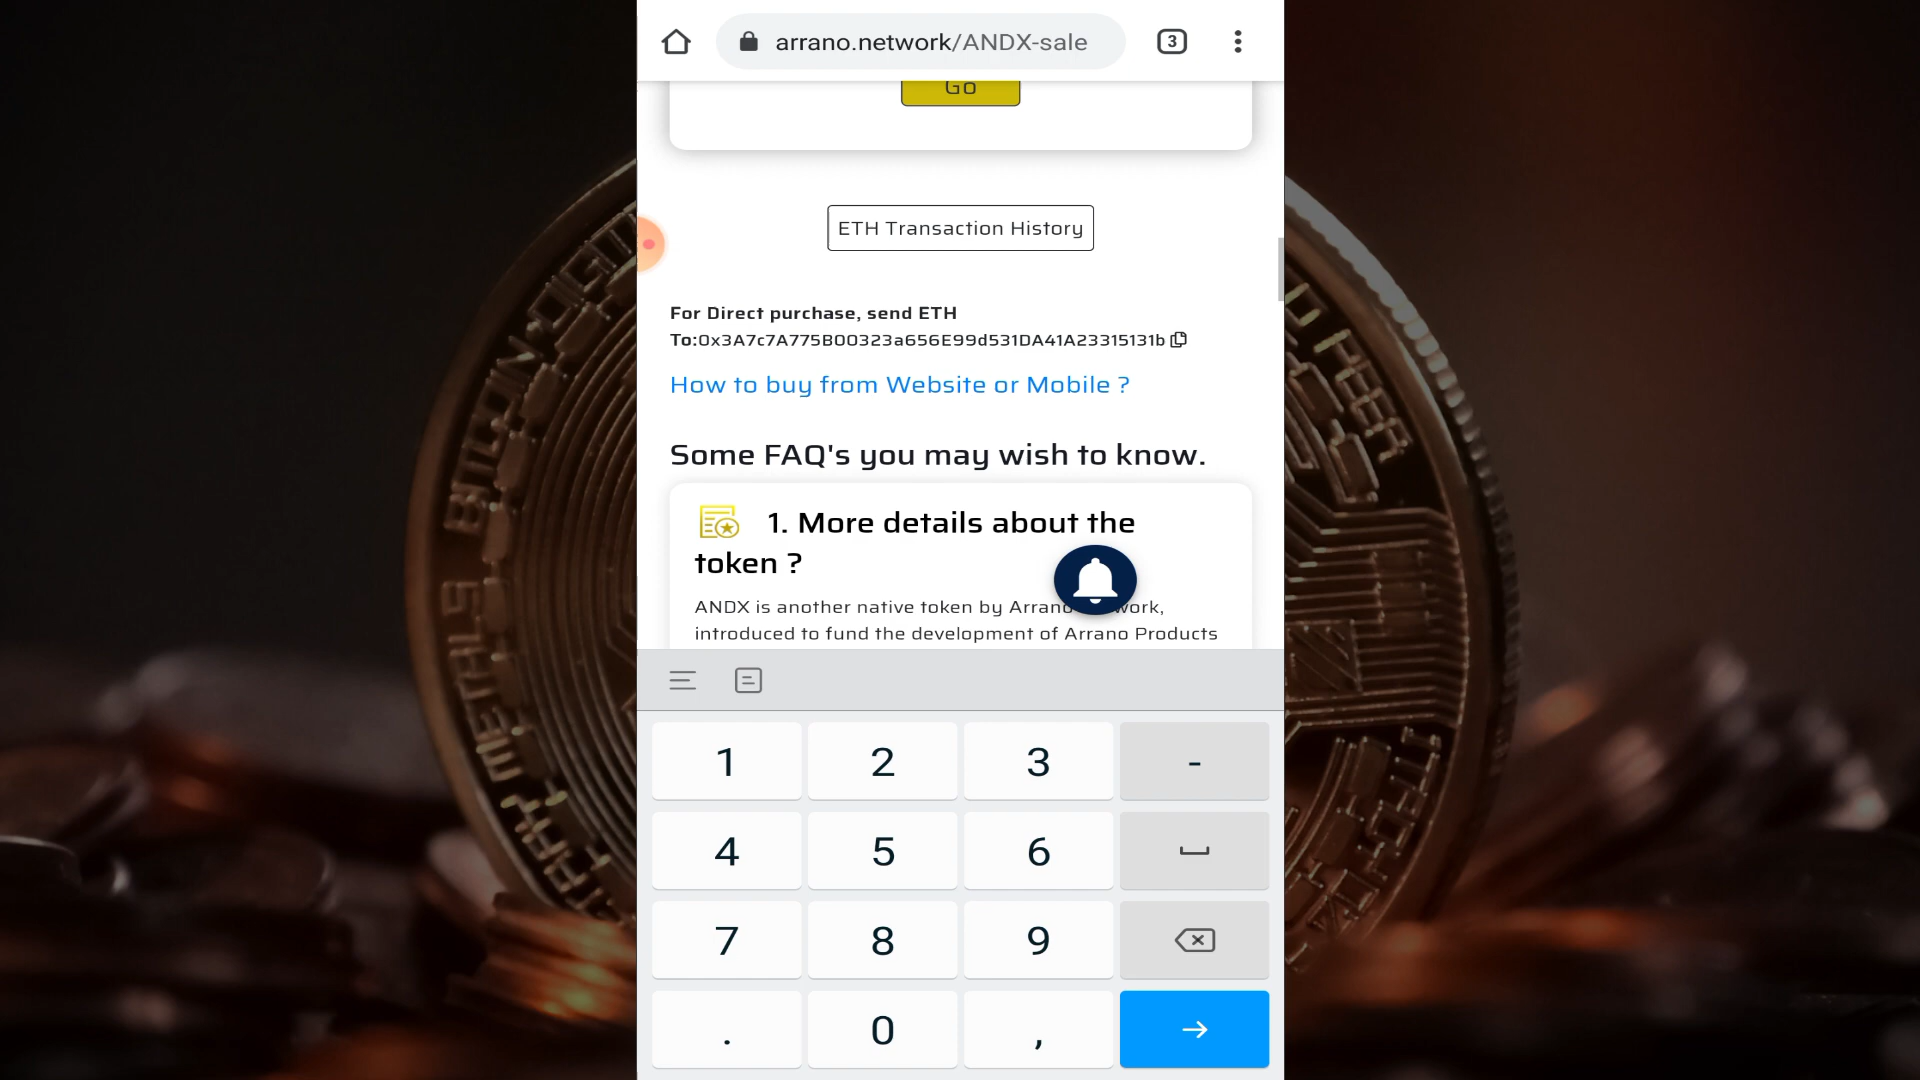 arrano.network/ANDX-sale
3
Go
ETH Transaction History
For Direct purchase, send ETH
To:0x3A7c7A775B00323a656E99d531DA41A23315131b
How to buy from Website or Mobile ?
Some FAQ's you may wish to know.
1. More details about the
token ?
ANDX is another native token by Arrano
introduced to fund the development of Arrano Products
1 2 3 -
4 5 6
7 8 9
. 0 ,
BITCOIN DIGITAL
METALS